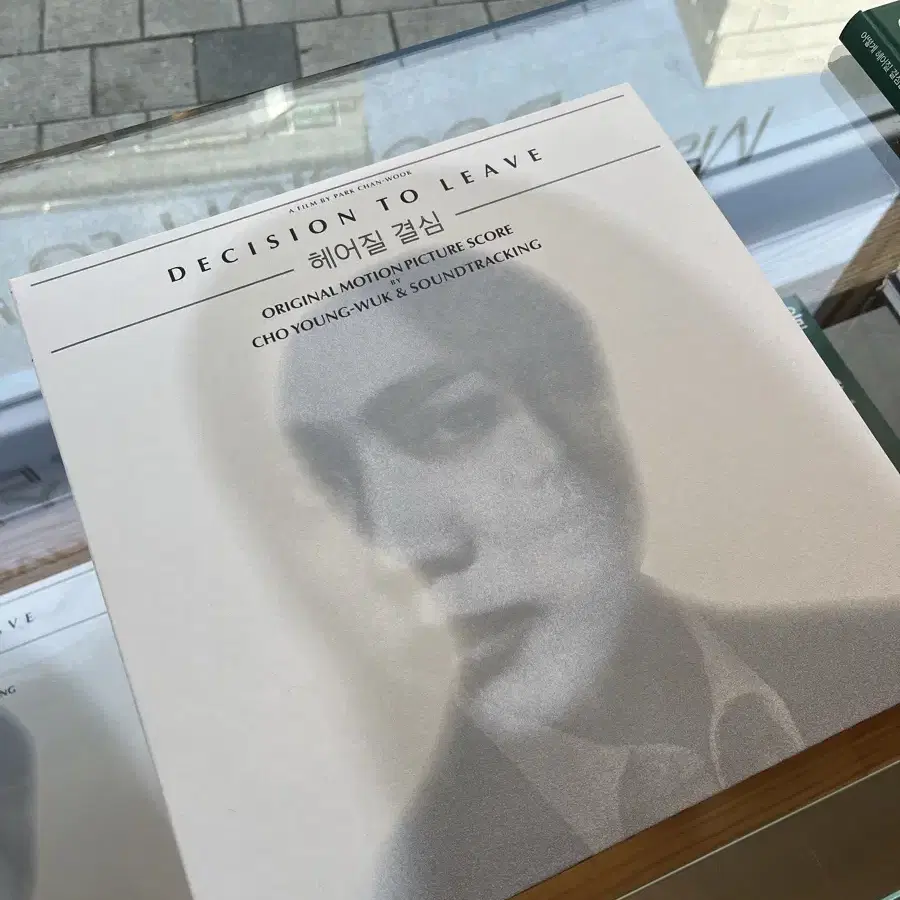 A FILM BY PARK CHAN-WOOK
DECISION TO LEAVE
헤어질 결심
ORIGINAL MOTION PICTURE SCORE
BY
CHO YOUNG-WUK & SOUNDTRACKING